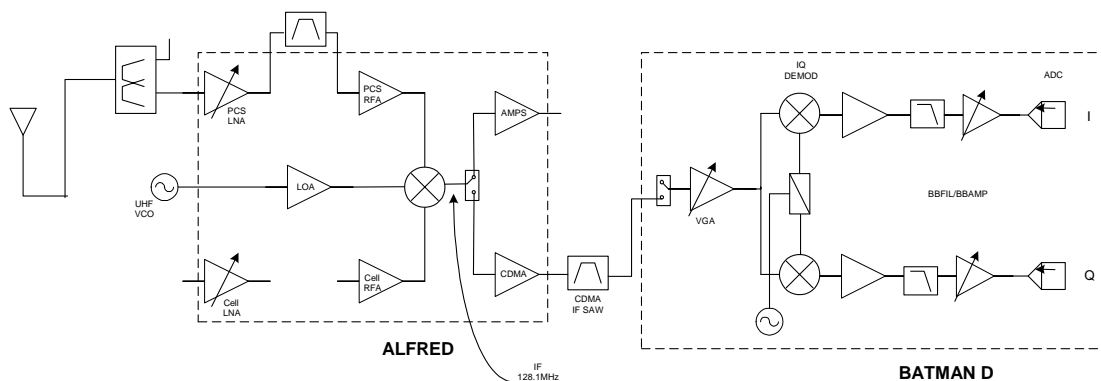 IQ
DEMOD
ADC
PCS
LNA
PCS
RFA
AMPS
I
UHF
VCO
LOA
VGA
BBFIL/BBAMP
Cell
LNA
Cell
RFA
CDMA
CDMA
IF SAW
Q
ALFRED
IF
128.1MHz
BATMAN D